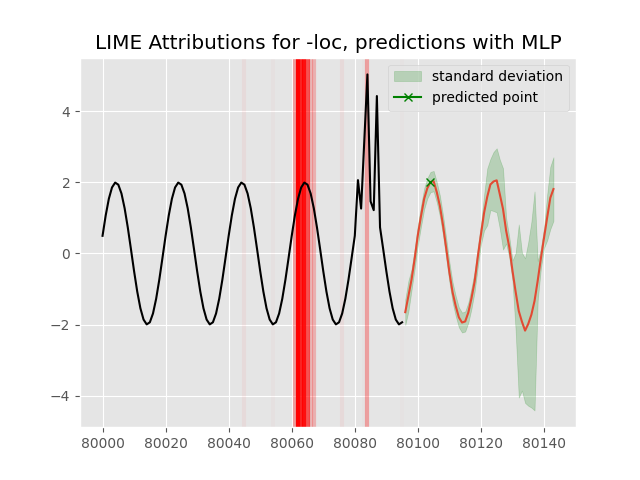 LIME Attributions for -loc, predictions with MLP
standard deviation
predicted point
4
2
0
−2
−4
80000 80020 80040 80060 80080 80100 80120 80140